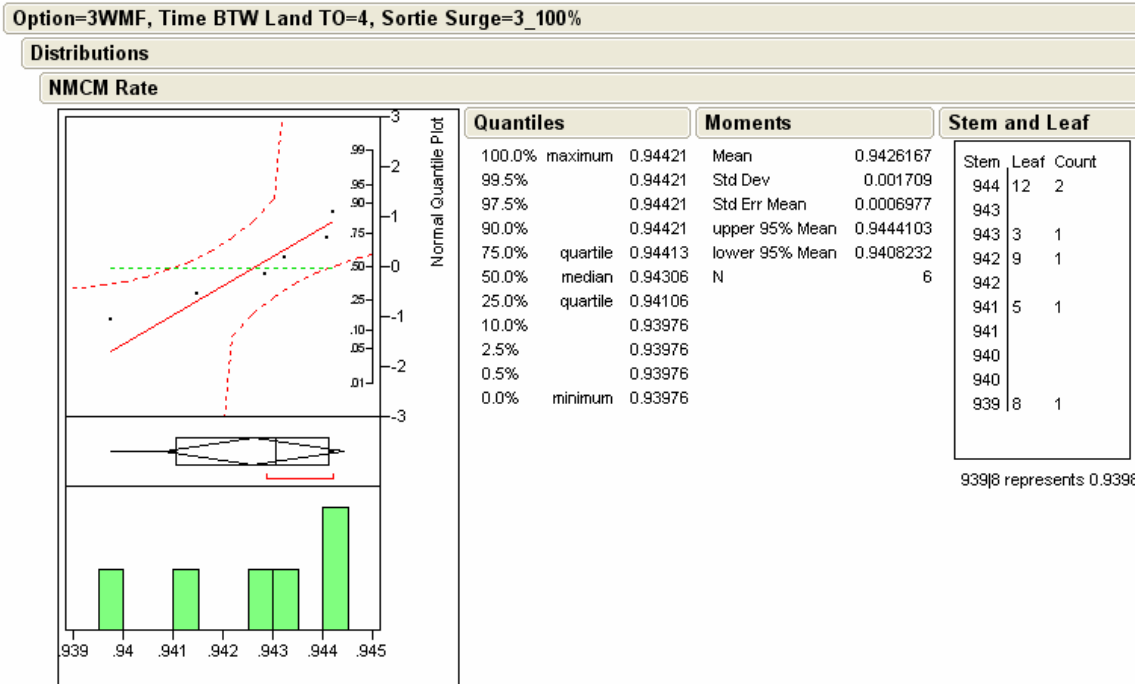 Option=3WMF, Time BTW Land TO=4, Sortie Surge=3_100%
Distributions
NMCM Rate
3
2
1
0
-1
-2
-3
.99
.95
.90
.75
.50
.25
.10
.05
.01
Normal Quantile Plot
.939 .94 .941 .942 .943 .944 .945
Quantiles
100.0% maximum 0.94421
99.5% 0.94421
97.5% 0.94421
90.0% 0.94421
75.0% quartile 0.94413
50.0% median 0.94306
25.0% quartile 0.94106
10.0% 0.93976
2.5% 0.93976
0.5% 0.93976
0.0% minimum 0.93976
Moments
Mean 0.9426167
Std Dev 0.001709
Std Err Mean 0.0006977
upper 95% Mean 0.9444103
lower 95% Mean 0.9408232
N 6
Stem and Leaf
Stem Leaf Count
944 12 2
943
943 3 1
942 9 1
942
941 5 1
941
940
940
939 8 1
939|8 represents 0.9398